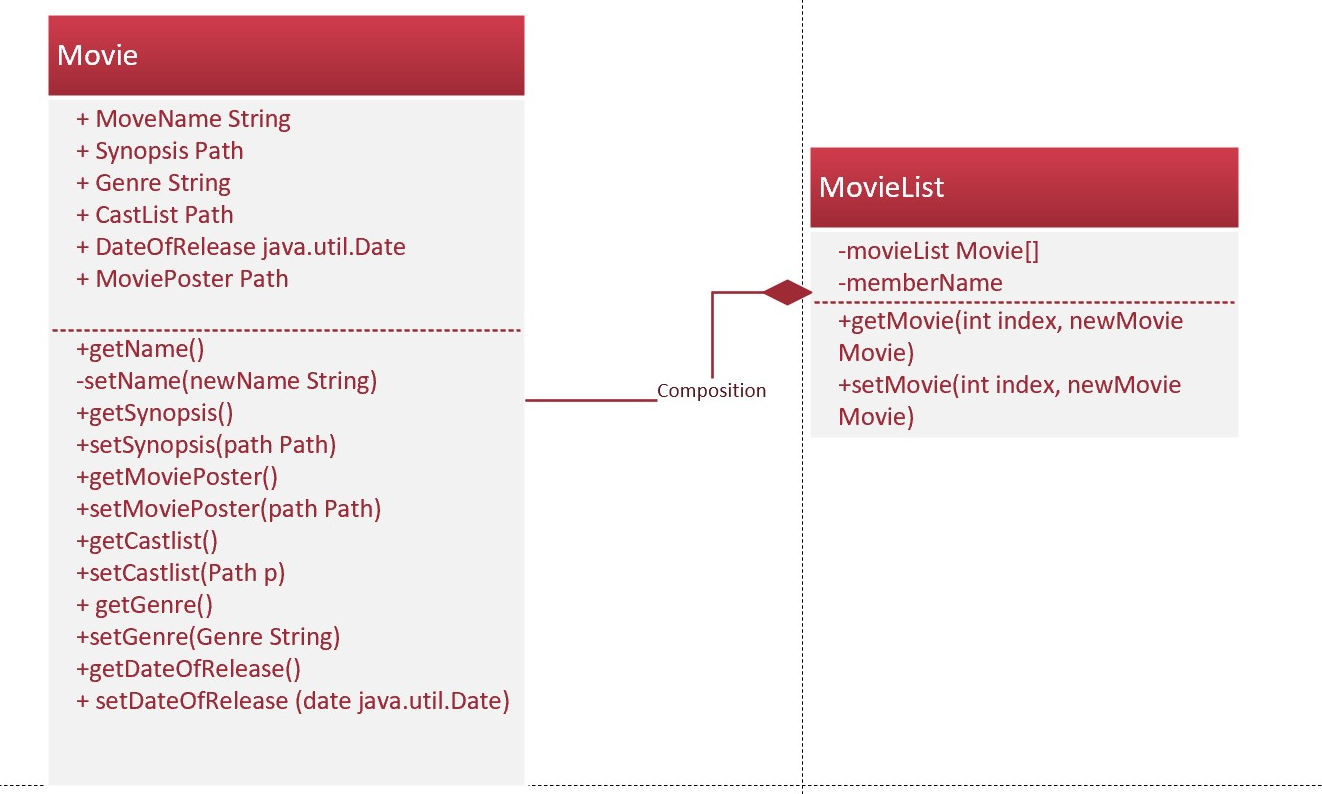 Movie
+ MoveName String
+ Synopsis Path
+ Genre String
+ CastList Path
+ DateOfRelease java.util.Date
+ MoviePoster Path
+getName()
-setName(newName String)
+getSynopsis()
+setSynopsis(path Path)
+getMoviePoster()
+setMoviePoster(path Path)
+getCastlist()
+setCastlist(Path p)
+ getGenre()
+setGenre(Genre String)
+getDateOfRelease()
+ setDateOfRelease (date java.util.Date)
Composition
MovieList
-movieList Movie[]
-memberName
+getMovie(int index, newMovie
Movie)
+setMovie(int index, newMovie
Movie)